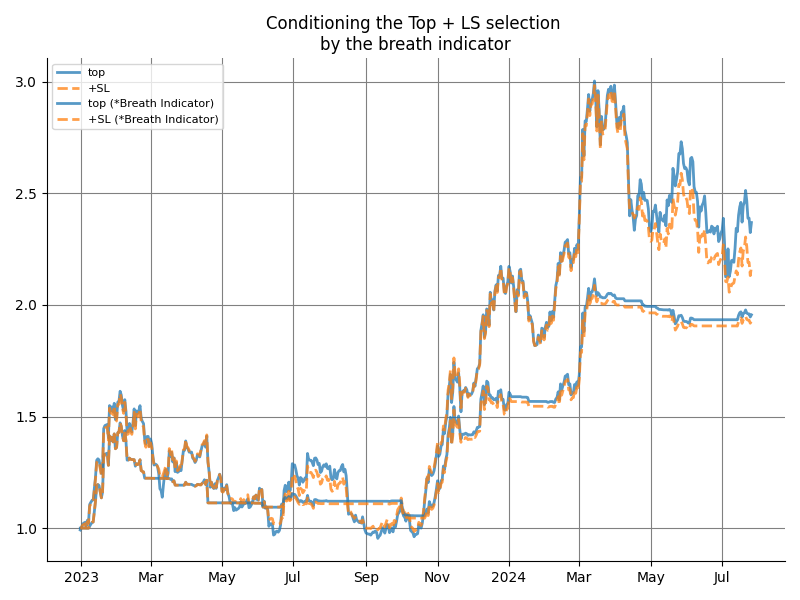 Conditioning the Top + LS selection
by the breath indicator
top
+SL
top (*Breath Indicator)
+SL (*Breath Indicator)
3.0
2.5
2.0
1.5
1.0
2023 Mar May Jul Sep Nov 2024 Mar May Jul